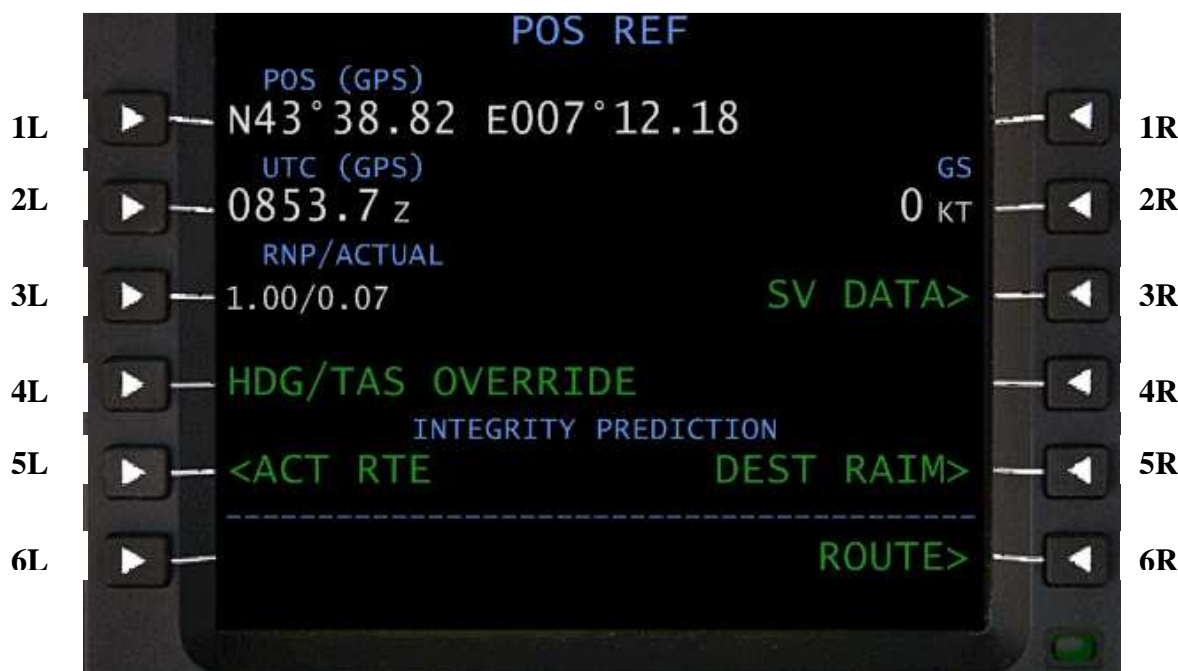 POS REF
POS (GPS)
1L N43°38.82 E007°12.18 1R
UTC (GPS) GS
2L 0853.7 Z 0 KT 2R
RNP/ACTUAL
3L 1.00/0.07 SV DATA> 3R
4L HDG/TAS OVERRIDE 4R
INTEGRITY PREDICTION
5L <ACT RTE DEST RAIM> 5R
6L ROUTE> 6R